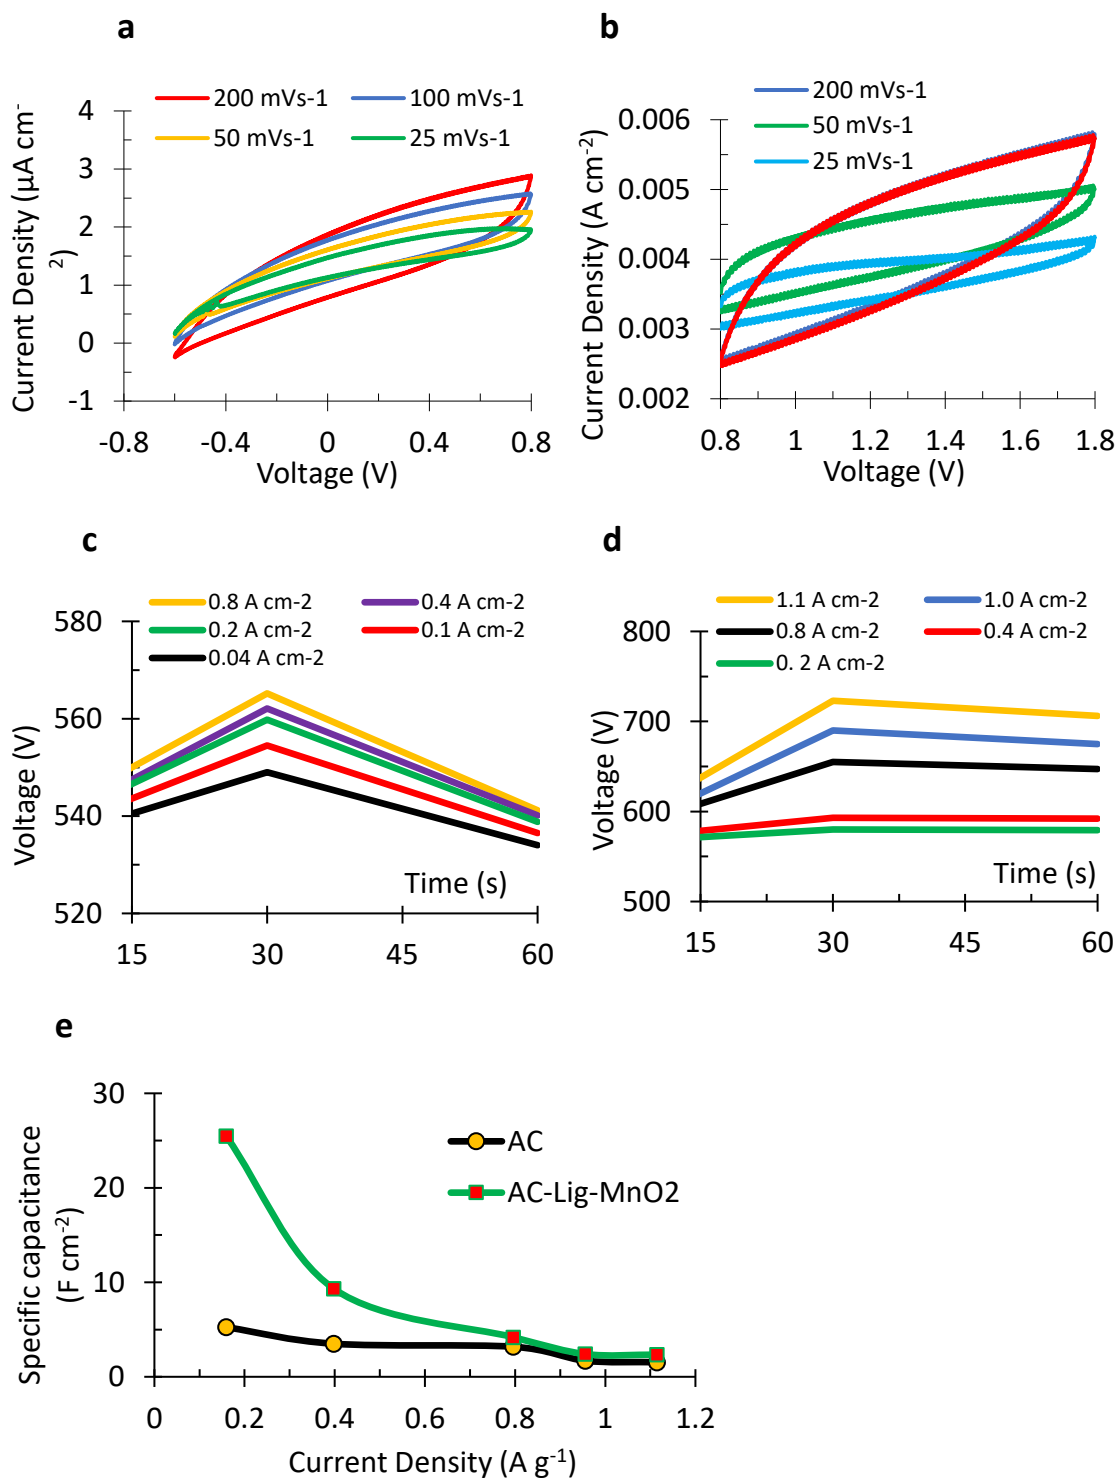 a
200 mVs-1
100 mVs-1
50 mVs-1
25 mVs-1
Current Density (µA cm-
2)
4
3
2
1
0
-1
-0.8
-0.4
0
0.4
0.8
Voltage (V)
b
200 mVs-1
50 mVs-1
25 mVs-1
Current Density (A cm-2)
0.006
0.005
0.004
0.003
0.002
0.8
1
1.2
1.4
1.6
1.8
Voltage (V)
c
0.8 A cm-2
0.4 A cm-2
0.2 A cm-2
0.1 A cm-2
0.04 A cm-2
Voltage (V)
580
560
540
520
Time (s)
15
30
45
60
d
1.1 A cm-2
1.0 A cm-2
0.8 A cm-2
0.4 A cm-2
0. 2 A cm-2
Voltage (V)
800
700
600
500
Time (s)
15
30
45
60
e
AC
AC-Lig-MnO2
Specific capacitance
(F cm-2)
30
20
10
0
0
0.2
0.4
0.6
0.8
1
1.2
Current Density (A g-1)